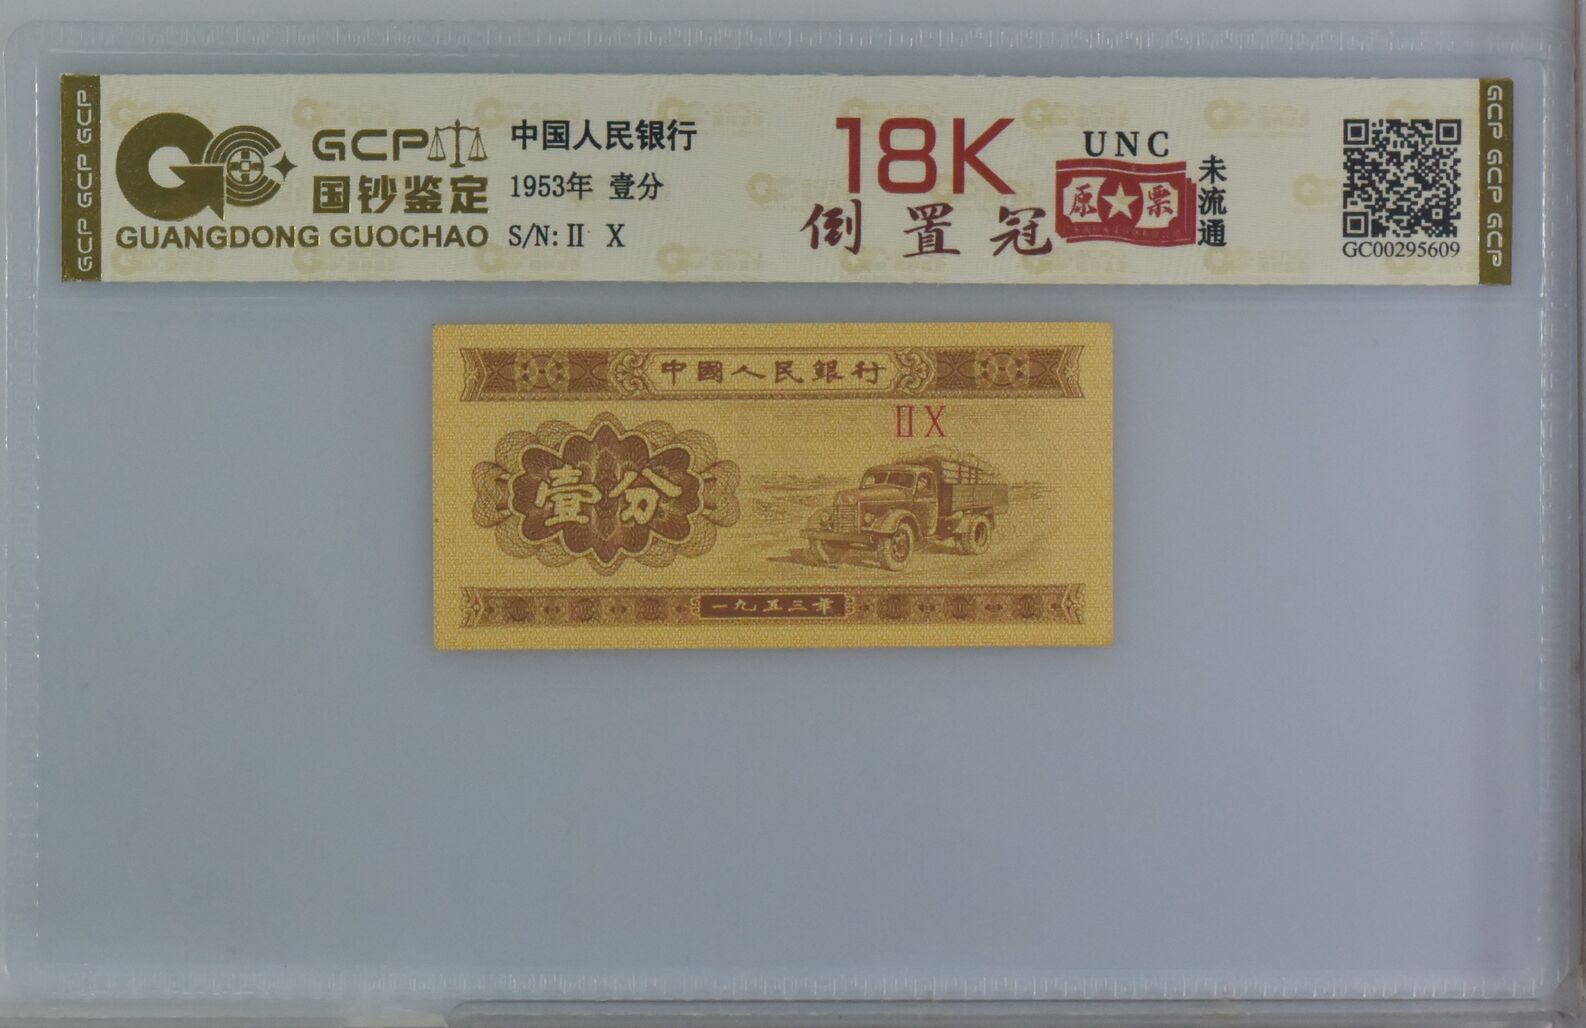 GCP GCP GCP
GCP
国钞鉴定
GUANGDONG GUOCHAO
中国人民银行
1953年 壹分
S/N: II X
18K
倒置冠
UNC
原★票
未流通
GC00295609
GCP GCP GCP
中國人民銀行
II X
壹分
一九五三年